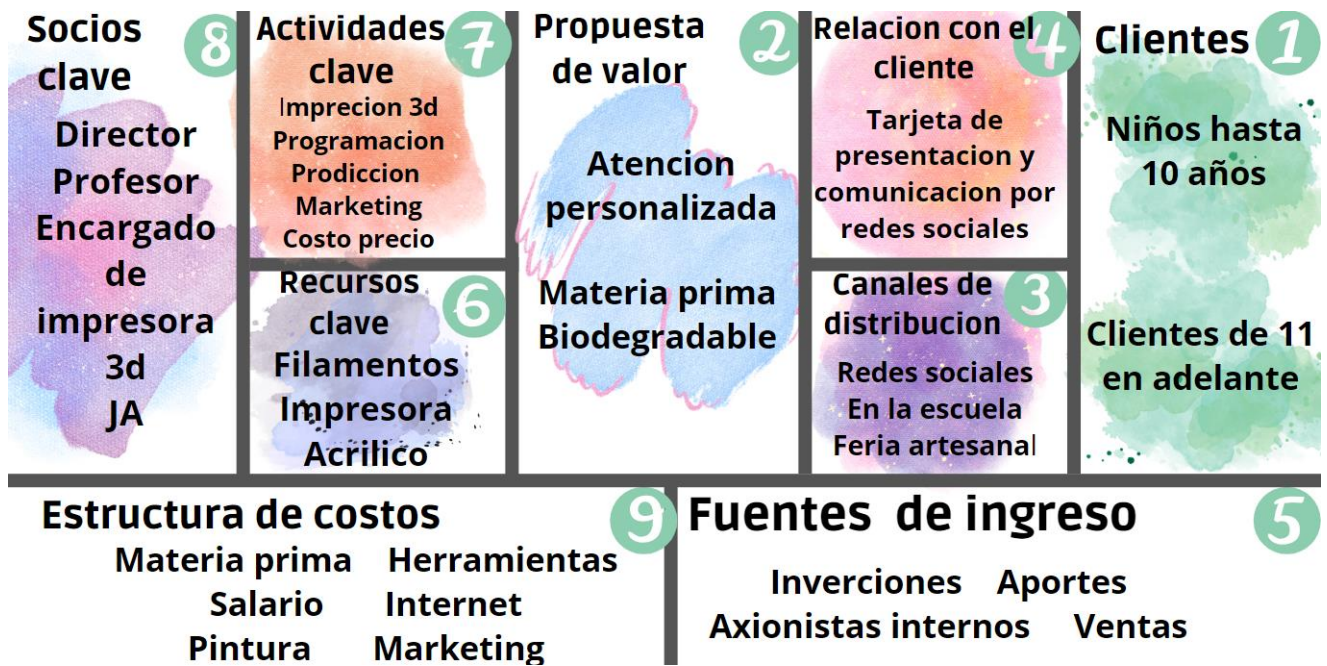 Socios
clave
8
Director
Profesor
Encargado
de
impresora
3d
JA
Actividades
clave
7
Imprecion 3d
Programacion
Prodiccion
Marketing
Costo precio
Recursos
clave
6
Filamentos
Impresora
Acrilico
Propuesta
de valor
2
Atencion
personalizada
Materia prima
Biodegradable
Relacion con el
cliente
4
Tarjeta de
presentacion y
comunicacion por
redes sociales
Canales de
distribucion
3
Redes sociales
En la escuela
Feria artesanal
Clientes
1
Niños hasta
10 años
Clientes de 11
en adelante
Estructura de costos
9
Materia prima Herramientas
Salario Internet
Pintura Marketing
Fuentes de ingreso
5
Inverciones Aportes
Axionistas internos Ventas